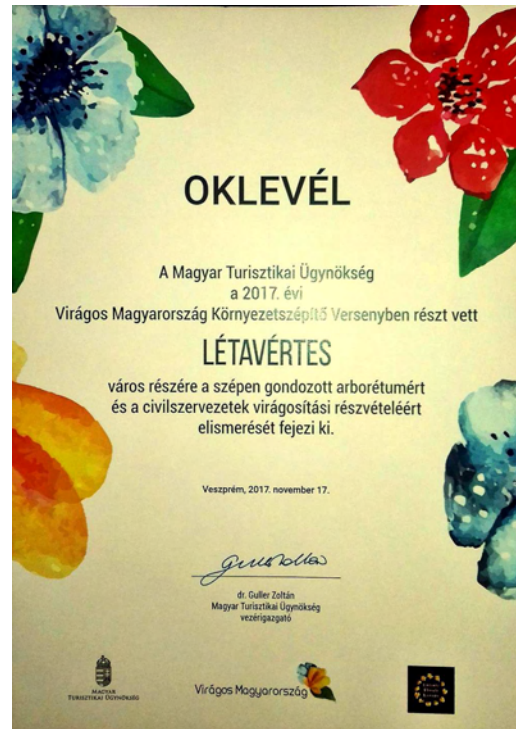 OKLEVÉL
A Magyar Turisztikai Ügynökség
a 2017. évi
Virágos Magyarország Környezetszépítő Versenyben részt vett
LÉTAVÉRTES
város részére a szépen gondozott arborétumért
és a civilszervezetek virágosítási részvételéért
elismerését fejezi ki.
Veszprém, 2017. november 17.
dr. Guller Zoltán
Magyar Turisztikai Ügynökség
vezérigazgató
MAGYAR
TURISZTIKAI ÜGYNÖKSÉG
Virágos Magyarország